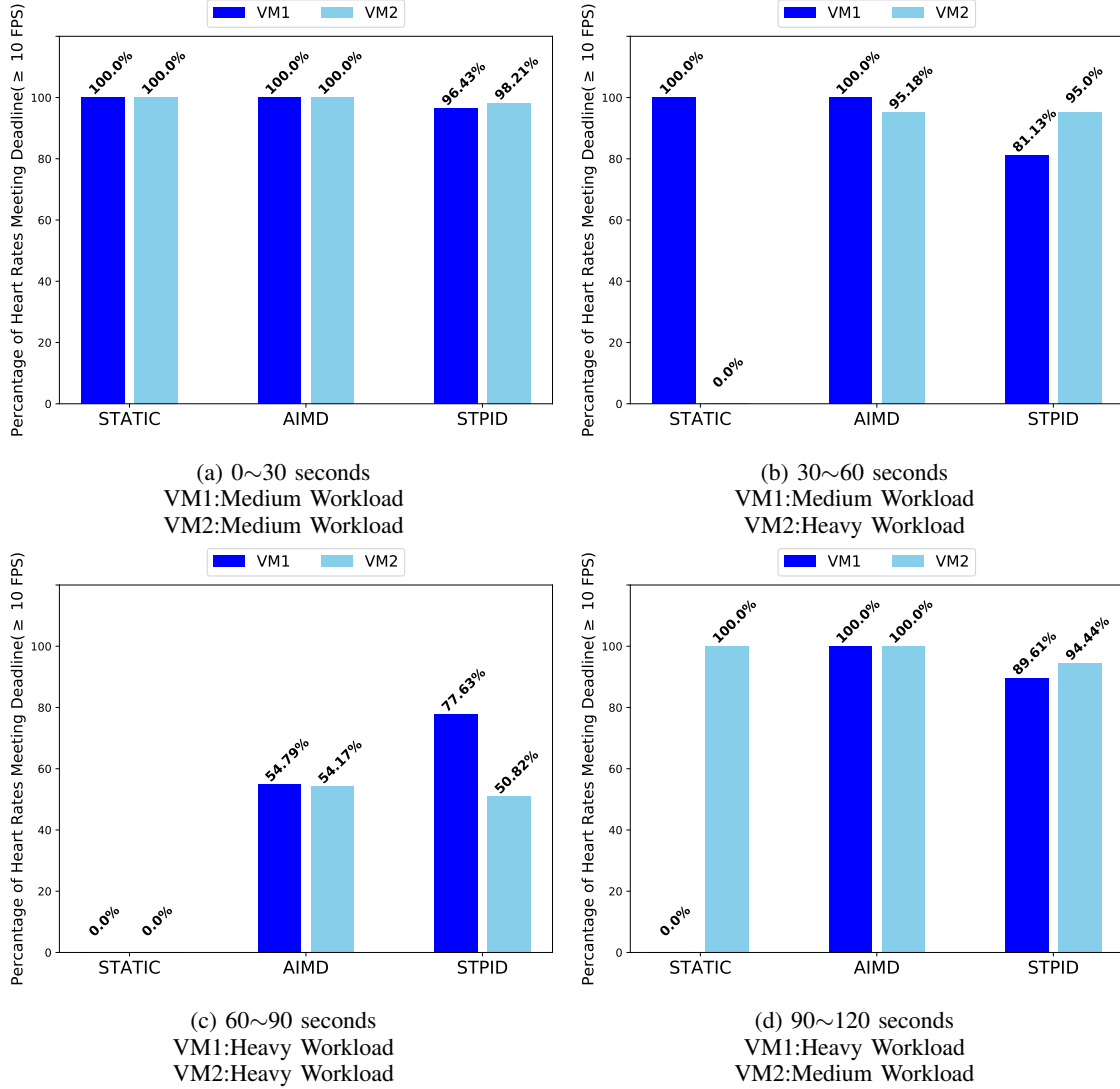 VM1 VM2
Percentage of Heart Rates Meeting Deadline( ≥ 10 FPS)
100
80
60
40
20
0
100.0% 100.0% 100.0% 100.0% 96.43% 98.21%
STATIC AIMD STPID
(a) 0∼30 seconds
VM1:Medium Workload
VM2:Medium Workload
VM1 VM2
Percentage of Heart Rates Meeting Deadline( ≥ 10 FPS)
100
80
60
40
20
0
100.0% 0.0% 100.0% 95.18% 81.13% 95.0%
STATIC AIMD STPID
(b) 30∼60 seconds
VM1:Medium Workload
VM2:Heavy Workload
VM1 VM2
Percentage of Heart Rates Meeting Deadline( ≥ 10 FPS)
100
80
60
40
20
0
0.0% 0.0% 54.79% 54.17% 77.63% 50.82%
STATIC AIMD STPID
(c) 60∼90 seconds
VM1:Heavy Workload
VM2:Heavy Workload
VM1 VM2
Percentage of Heart Rates Meeting Deadline( ≥ 10 FPS)
100
80
60
40
20
0
0.0% 100.0% 100.0% 100.0% 89.61% 94.44%
STATIC AIMD STPID
(d) 90∼120 seconds
VM1:Heavy Workload
VM2:Medium Workload